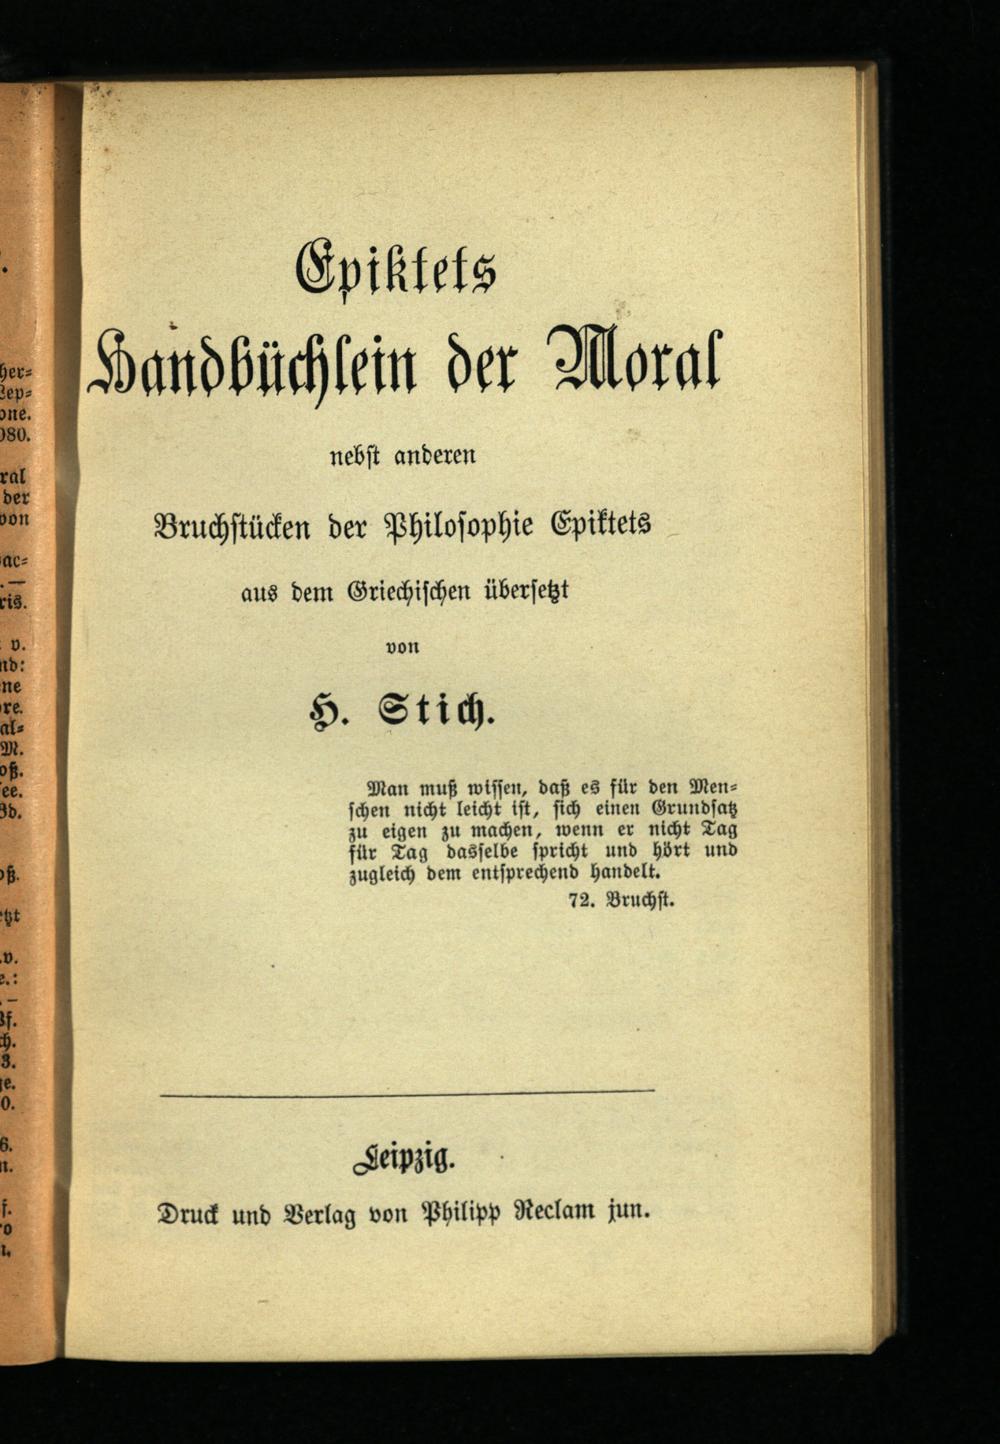 Epiktets
Handbüchlein der Moral
nebst anderen
Bruchstücken der Philosophie Epiktets
aus dem Griechischen übersetzt
von
H. Stich.
Man muß wissen, daß es für den Men-
schen nicht leicht ist, sich einen Grundsatz
zu eigen zu machen, wenn er nicht Tag
für Tag dasselbe spricht und hört und
zugleich dem entsprechend handelt.
72. Bruchst.
Leipzig.
Druck und Verlag von Philipp Reclam jun.